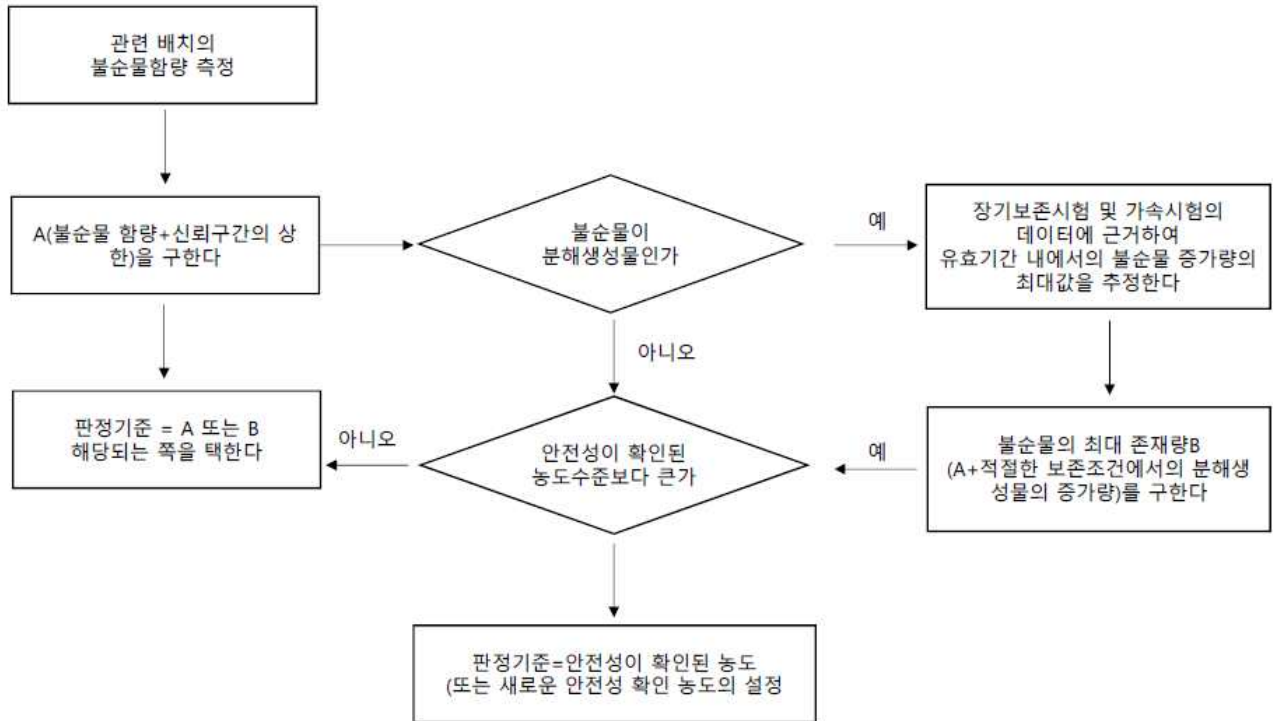 관련 배치의
불순물함량 측정
A(불순물 함량+신뢰구간의 상
한)을 구한다
불순물이
분해생성물인가
예
장기보존시험 및 가속시험의
데이터에 근거하여
유효기간 내에서의 불순물 증가량의
최대값을 추정한다
아니오
판정기준 = A 또는 B
해당되는 쪽을 택한다
아니오
안전성이 확인된
농도수준보다 큰가
예
불순물의 최대 존재량B
(A+적절한 보존조건에서의 분해생
성물의 증가량)를 구한다
판정기준=안전성이 확인된 농도
(또는 새로운 안전성 확인 농도의 설정